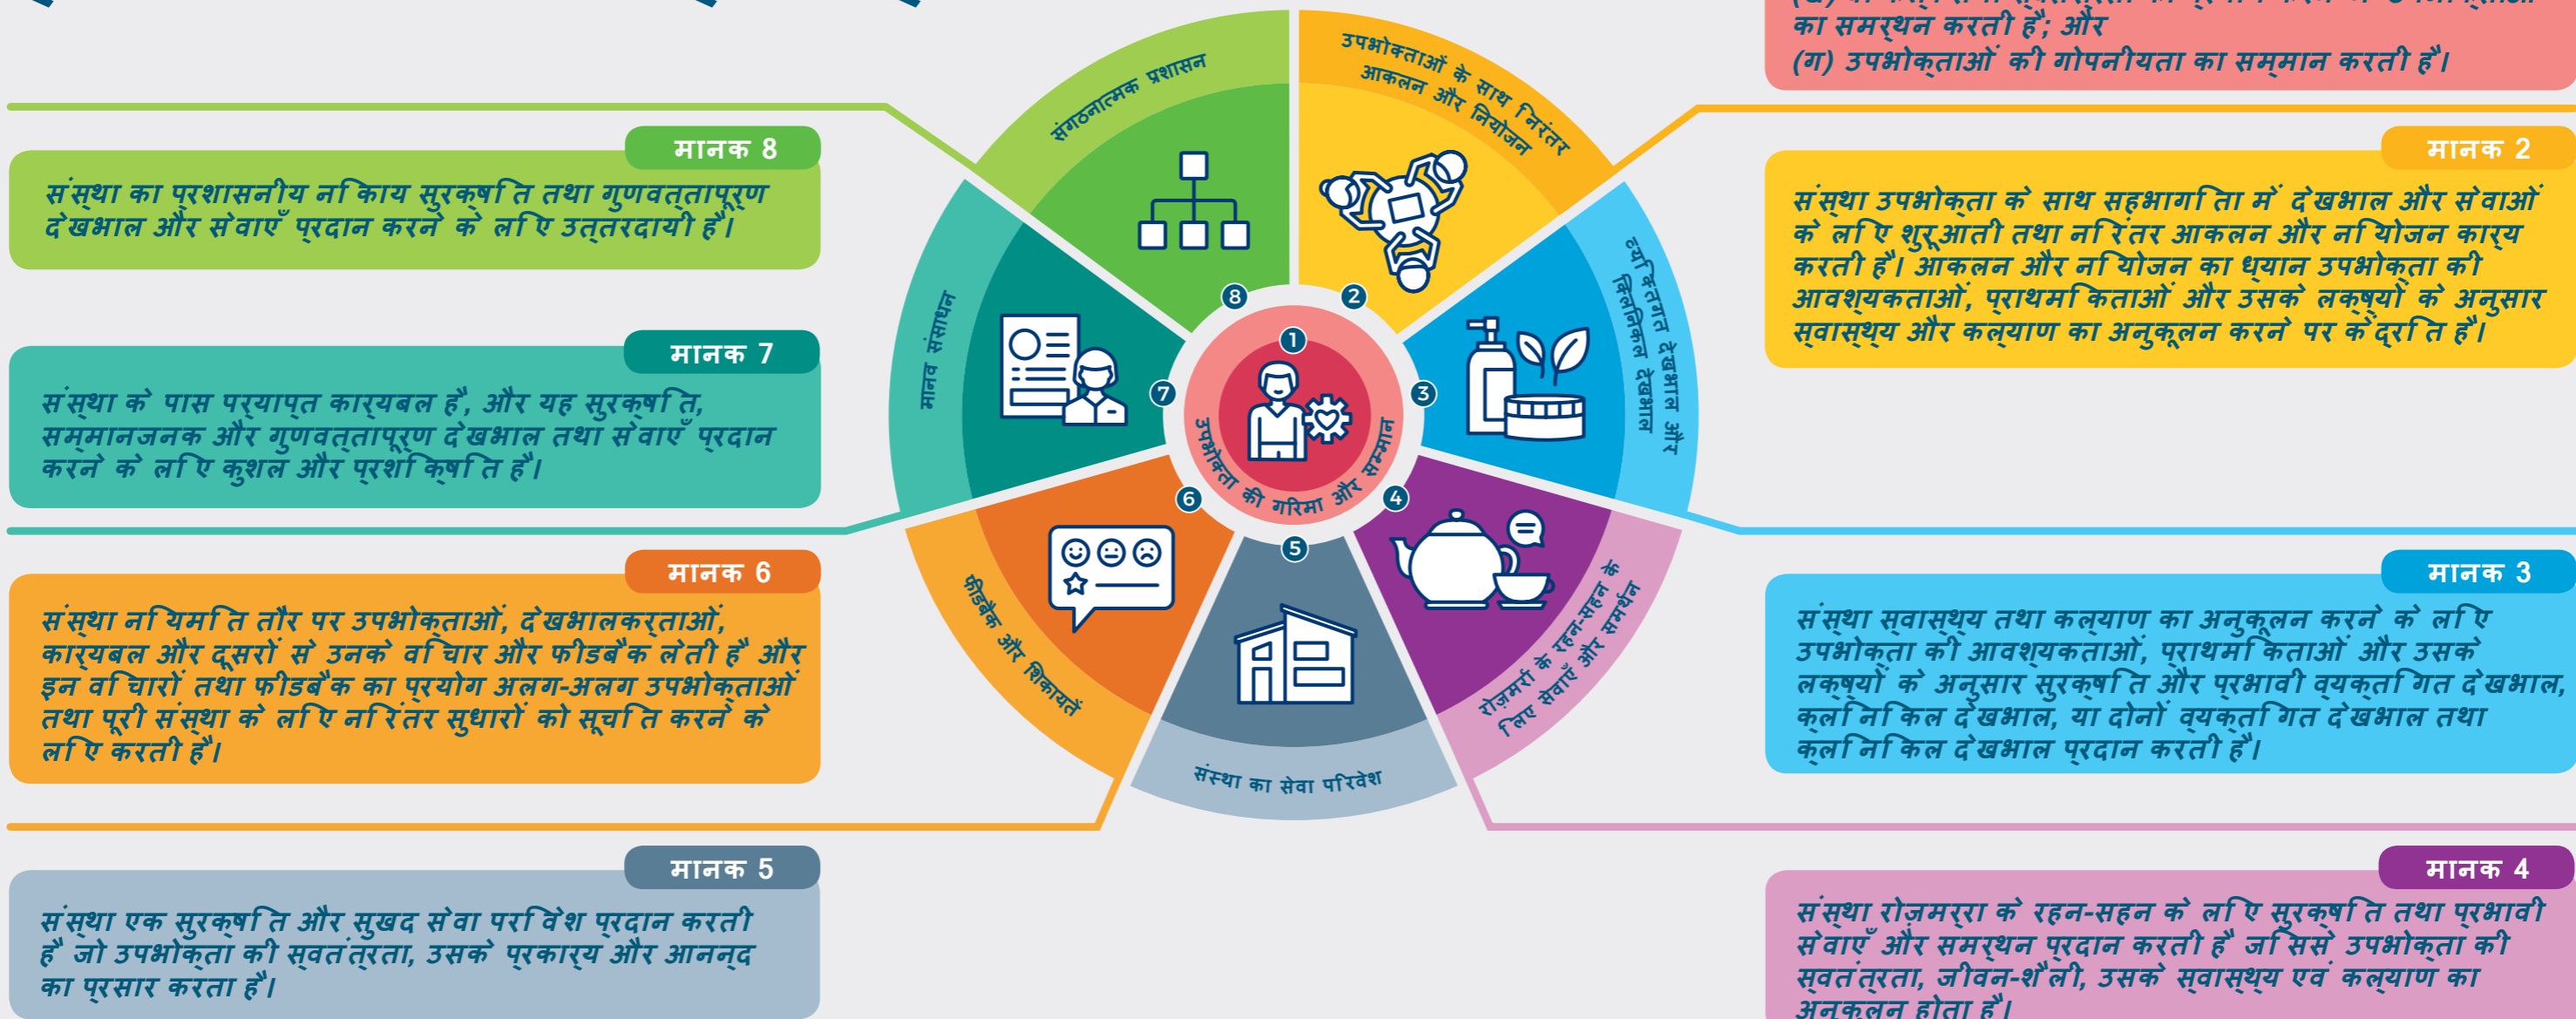 का समर्थन करती है; और
(ग) उपभोक्ताओं की गोपनीयता का सम्मान करती है।
मानक 8
संस्था का प्रशासनीय निकाय सुरक्षित तथा गुणवत्तापूर्ण
देखभाल और सेवाएँ प्रदान करने के लिए उत्तरदायी है।
मानक 7
संस्था के पास पर्याप्त कार्यबल है, और यह सुरक्षित,
सम्मानजनक और गुणवत्तापूर्ण देखभाल तथा सेवाएँ प्रदान
करने के लिए कुशल और प्रशिक्षित है।
मानक 6
संस्था नियमित तौर पर उपभोक्ताओं, देखभालकर्ताओं,
कार्यबल और दूसरों से उनके विचार और फीडबैक लेती है और
इन विचारों तथा फीडबैक का प्रयोग अलग-अलग उपभोक्ताओं
तथा पूरी संस्था के लिए निरंतर सुधारों को सूचित करने के
लिए करती है।
मानक 5
संस्था एक सुरक्षित और सुखद सेवा परिवेश प्रदान करती
है जो उपभोक्ता की स्वतंत्रता, उसके प्रकार्य और आनन्द
का प्रसार करता है।
संगठनात्मक प्रशासन
उपभोक्ताओं के साथ निरंतर
आकलन और नियोजन
व्यक्तिगत देखभाल और
क्लिनिकल देखभाल
रोज़मर्रा के रहन-सहन के
लिए सेवाएँ और समर्थन
संस्था का सेवा परिवेश
फीडबैक और शिकायतें
मानव संसाधन
8
2
1
7
3
6
4
5
उपभोक्ता की गरिमा और सम्मान
मानक 2
संस्था उपभोक्ता के साथ सहभागिता में देखभाल और सेवाओं
के लिए शुरूआती तथा निरंतर आकलन और नियोजन कार्य
करती है। आकलन और नियोजन का ध्यान उपभोक्ता की
आवश्यकताओं, प्राथमिकताओं और उसके लक्ष्यों के अनुसार
स्वास्थ्य और कल्याण का अनुकूलन करने पर केंद्रित है।
मानक 3
संस्था स्वास्थ्य तथा कल्याण का अनुकूलन करने के लिए
उपभोक्ता की आवश्यकताओं, प्राथमिकताओं और उसके
लक्ष्यों के अनुसार सुरक्षित और प्रभावी व्यक्तिगत देखभाल,
क्लिनिकल देखभाल, या दोनों व्यक्तिगत देखभाल तथा
क्लिनिकल देखभाल प्रदान करती है।
मानक 4
संस्था रोज़मर्रा के रहन-सहन के लिए सुरक्षित तथा प्रभावी
सेवाएँ और समर्थन प्रदान करती है जिससे उपभोक्ता की
स्वतंत्रता, जीवन-शैली, उसके स्वास्थ्य एवं कल्याण का
अनुकूलन होता है।